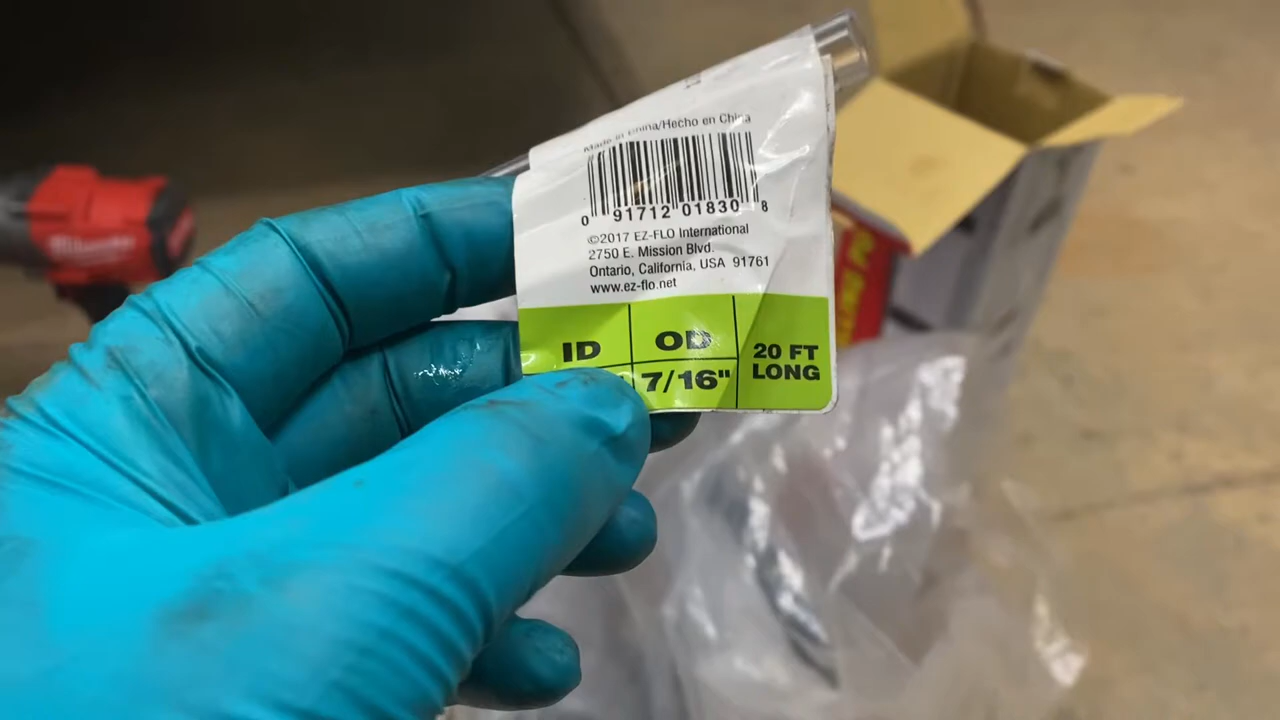 Made in China/Hecho en China
0 91712 01830 8
©2017 EZ-FLO International
2750 E. Mission Blvd.
Ontario, California, USA 91761
www.ez-flo.net
ID
OD
7/16"
20 FT
LONG
Milwaukee